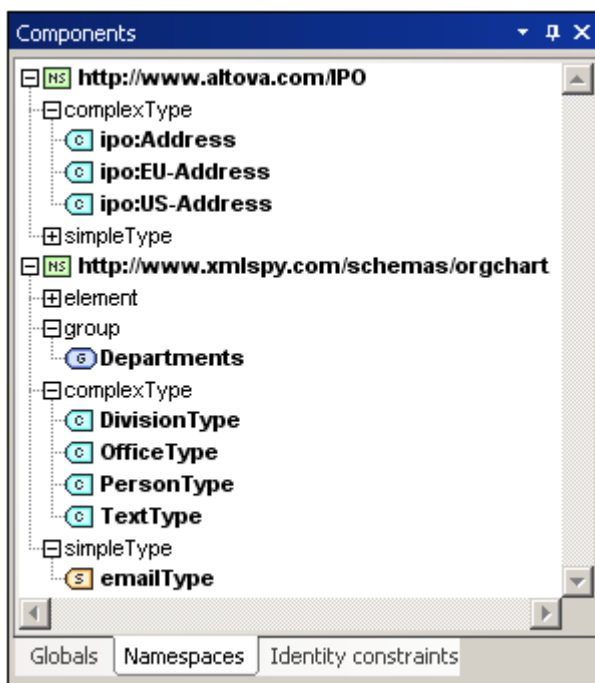 Components
NS http://www.altova.com/IPO
complexType
C ipo:Address
C ipo:EU-Address
C ipo:US-Address
simpleType
NS http://www.xmlspy.com/schemas/orgchart
element
group
G Departments
complexType
C DivisionType
C OfficeType
C PersonType
C TextType
simpleType
S emailType
Globals Namespaces Identity constraints